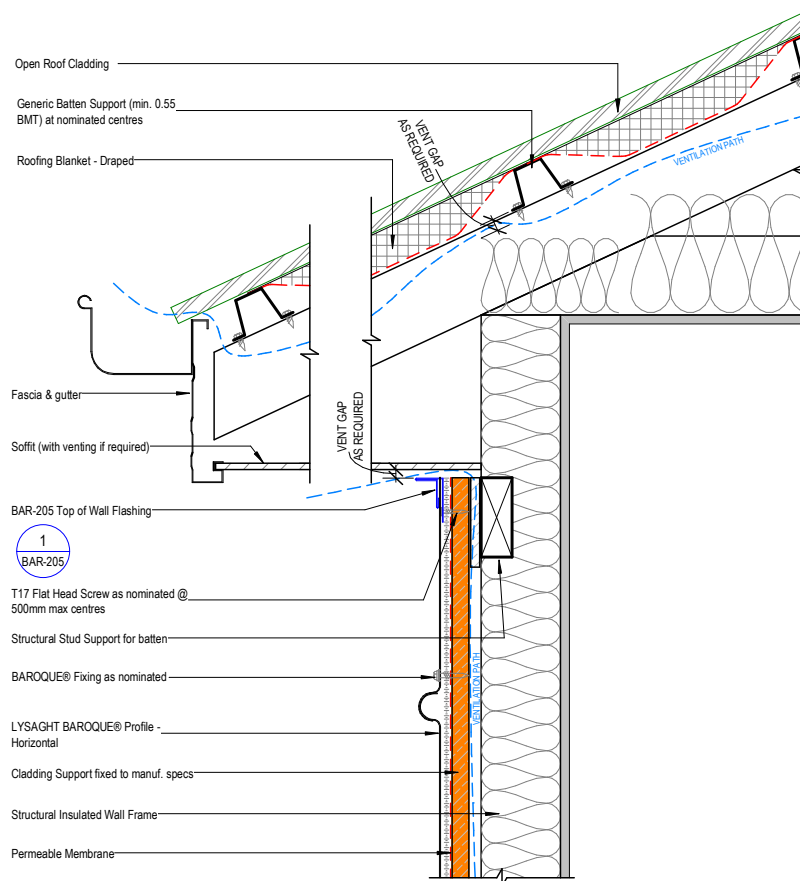 Open Roof Cladding
Generic Batten Support (min. 0.55
BMT) at nominated centres
Roofing Blanket - Draped
VENT GAP
AS REQUIRED
VENTILATION PATH
Fascia & gutter
Soffit (with venting if required)
VENT GAP
AS REQUIRED
BAR-205 Top of Wall Flashing
1
BAR-205
T17 Flat Head Screw as nominated @
500mm max centres
Structural Stud Support for batten
BAROQUE® Fixing as nominated
VENTILATION PATH
LYSAGHT BAROQUE® Profile -
Horizontal
Cladding Support fixed to manuf. specs
Structural Insulated Wall Frame
Permeable Membrane